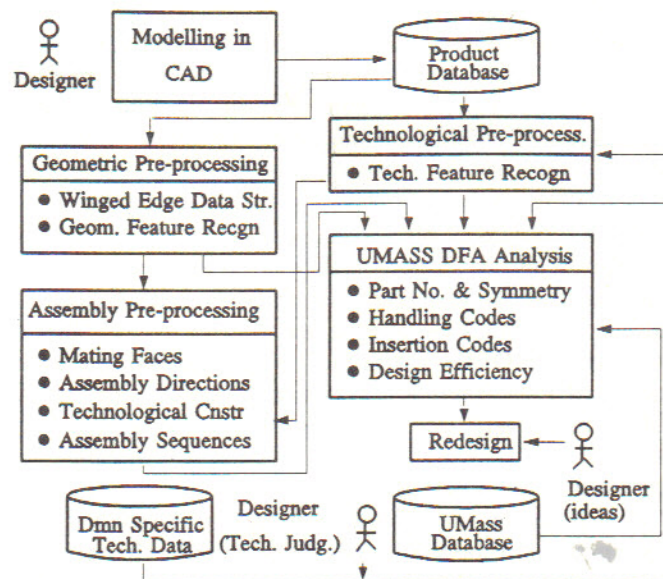 Designer
Modelling in
CAD
Product
Database
Geometric Pre-processing
● Winged Edge Data Str.
● Geom. Feature Recgn
Technological Pre-process.
● Tech. Feature Recogn
Assembly Pre-processing
● Mating Faces
● Assembly Directions
● Technological Cnstr
● Assembly Sequences
UMASS DFA Analysis
● Part No. & Symmetry
● Handling Codes
● Insertion Codes
● Design Efficiency
Redesign
Designer
(ideas)
Dmn Specific
Tech. Data
Designer
(Tech. Judg.)
UMass
Database